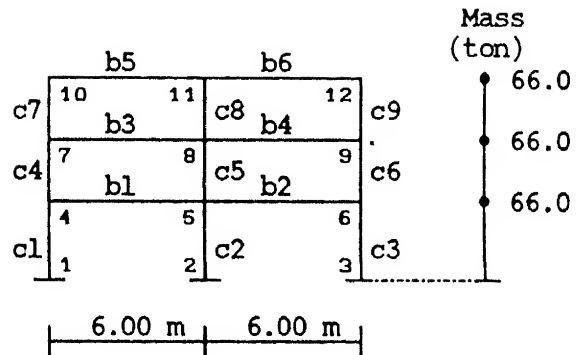 Mass
(ton)
b5 b6 66.0
10 11 12
c7 c8 c9
b3 b4 66.0
7 8 9
c4 c5 c6
b1 b2 66.0
4 5 6
c1 c2 c3
1 2 3
6.00 m 6.00 m